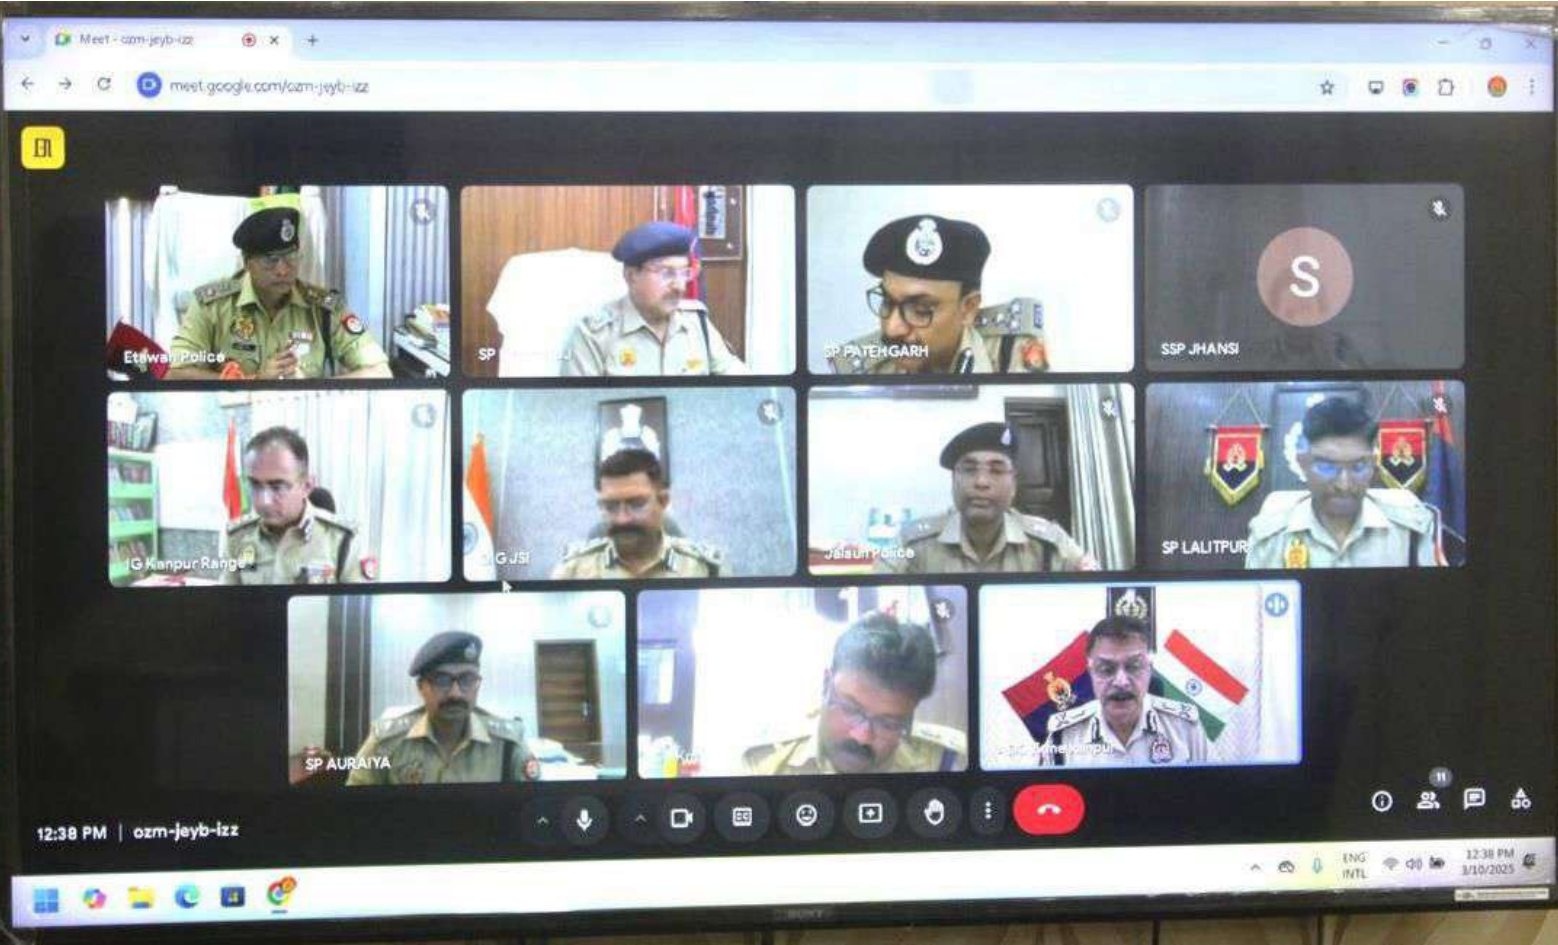 Meet - ozm-jeyb-izz
meet.google.com/ozm-jeyb-izz
Etawah Police
SP
SP FATEHGARH
S
SSP JHANSI
IG Kanpur Range
G JSI
Jalaun Police
SP LALITPUR
SP AURAIYA
Kanpur
11
12:38 PM | ozm-jeyb-izz
ENG
INTL
12:38 PM
3/10/2025
SONY